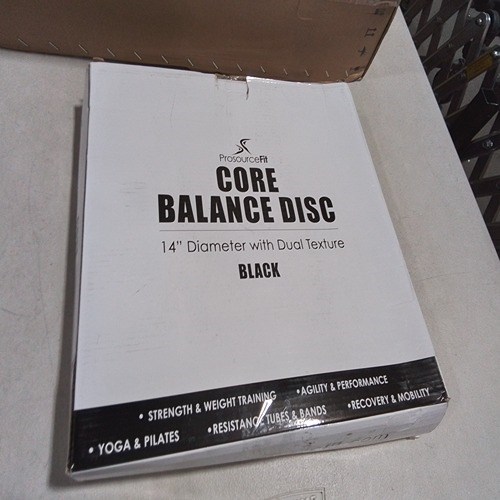 ProsourceFit
CORE
BALANCE DISC
14" Diameter with Dual Texture
BLACK
• STRENGTH & WEIGHT TRAINING • AGILITY & PERFORMANCE
• YOGA & PILATES • RESISTANCE TUBES & BANDS • RECOVERY & MOBILITY